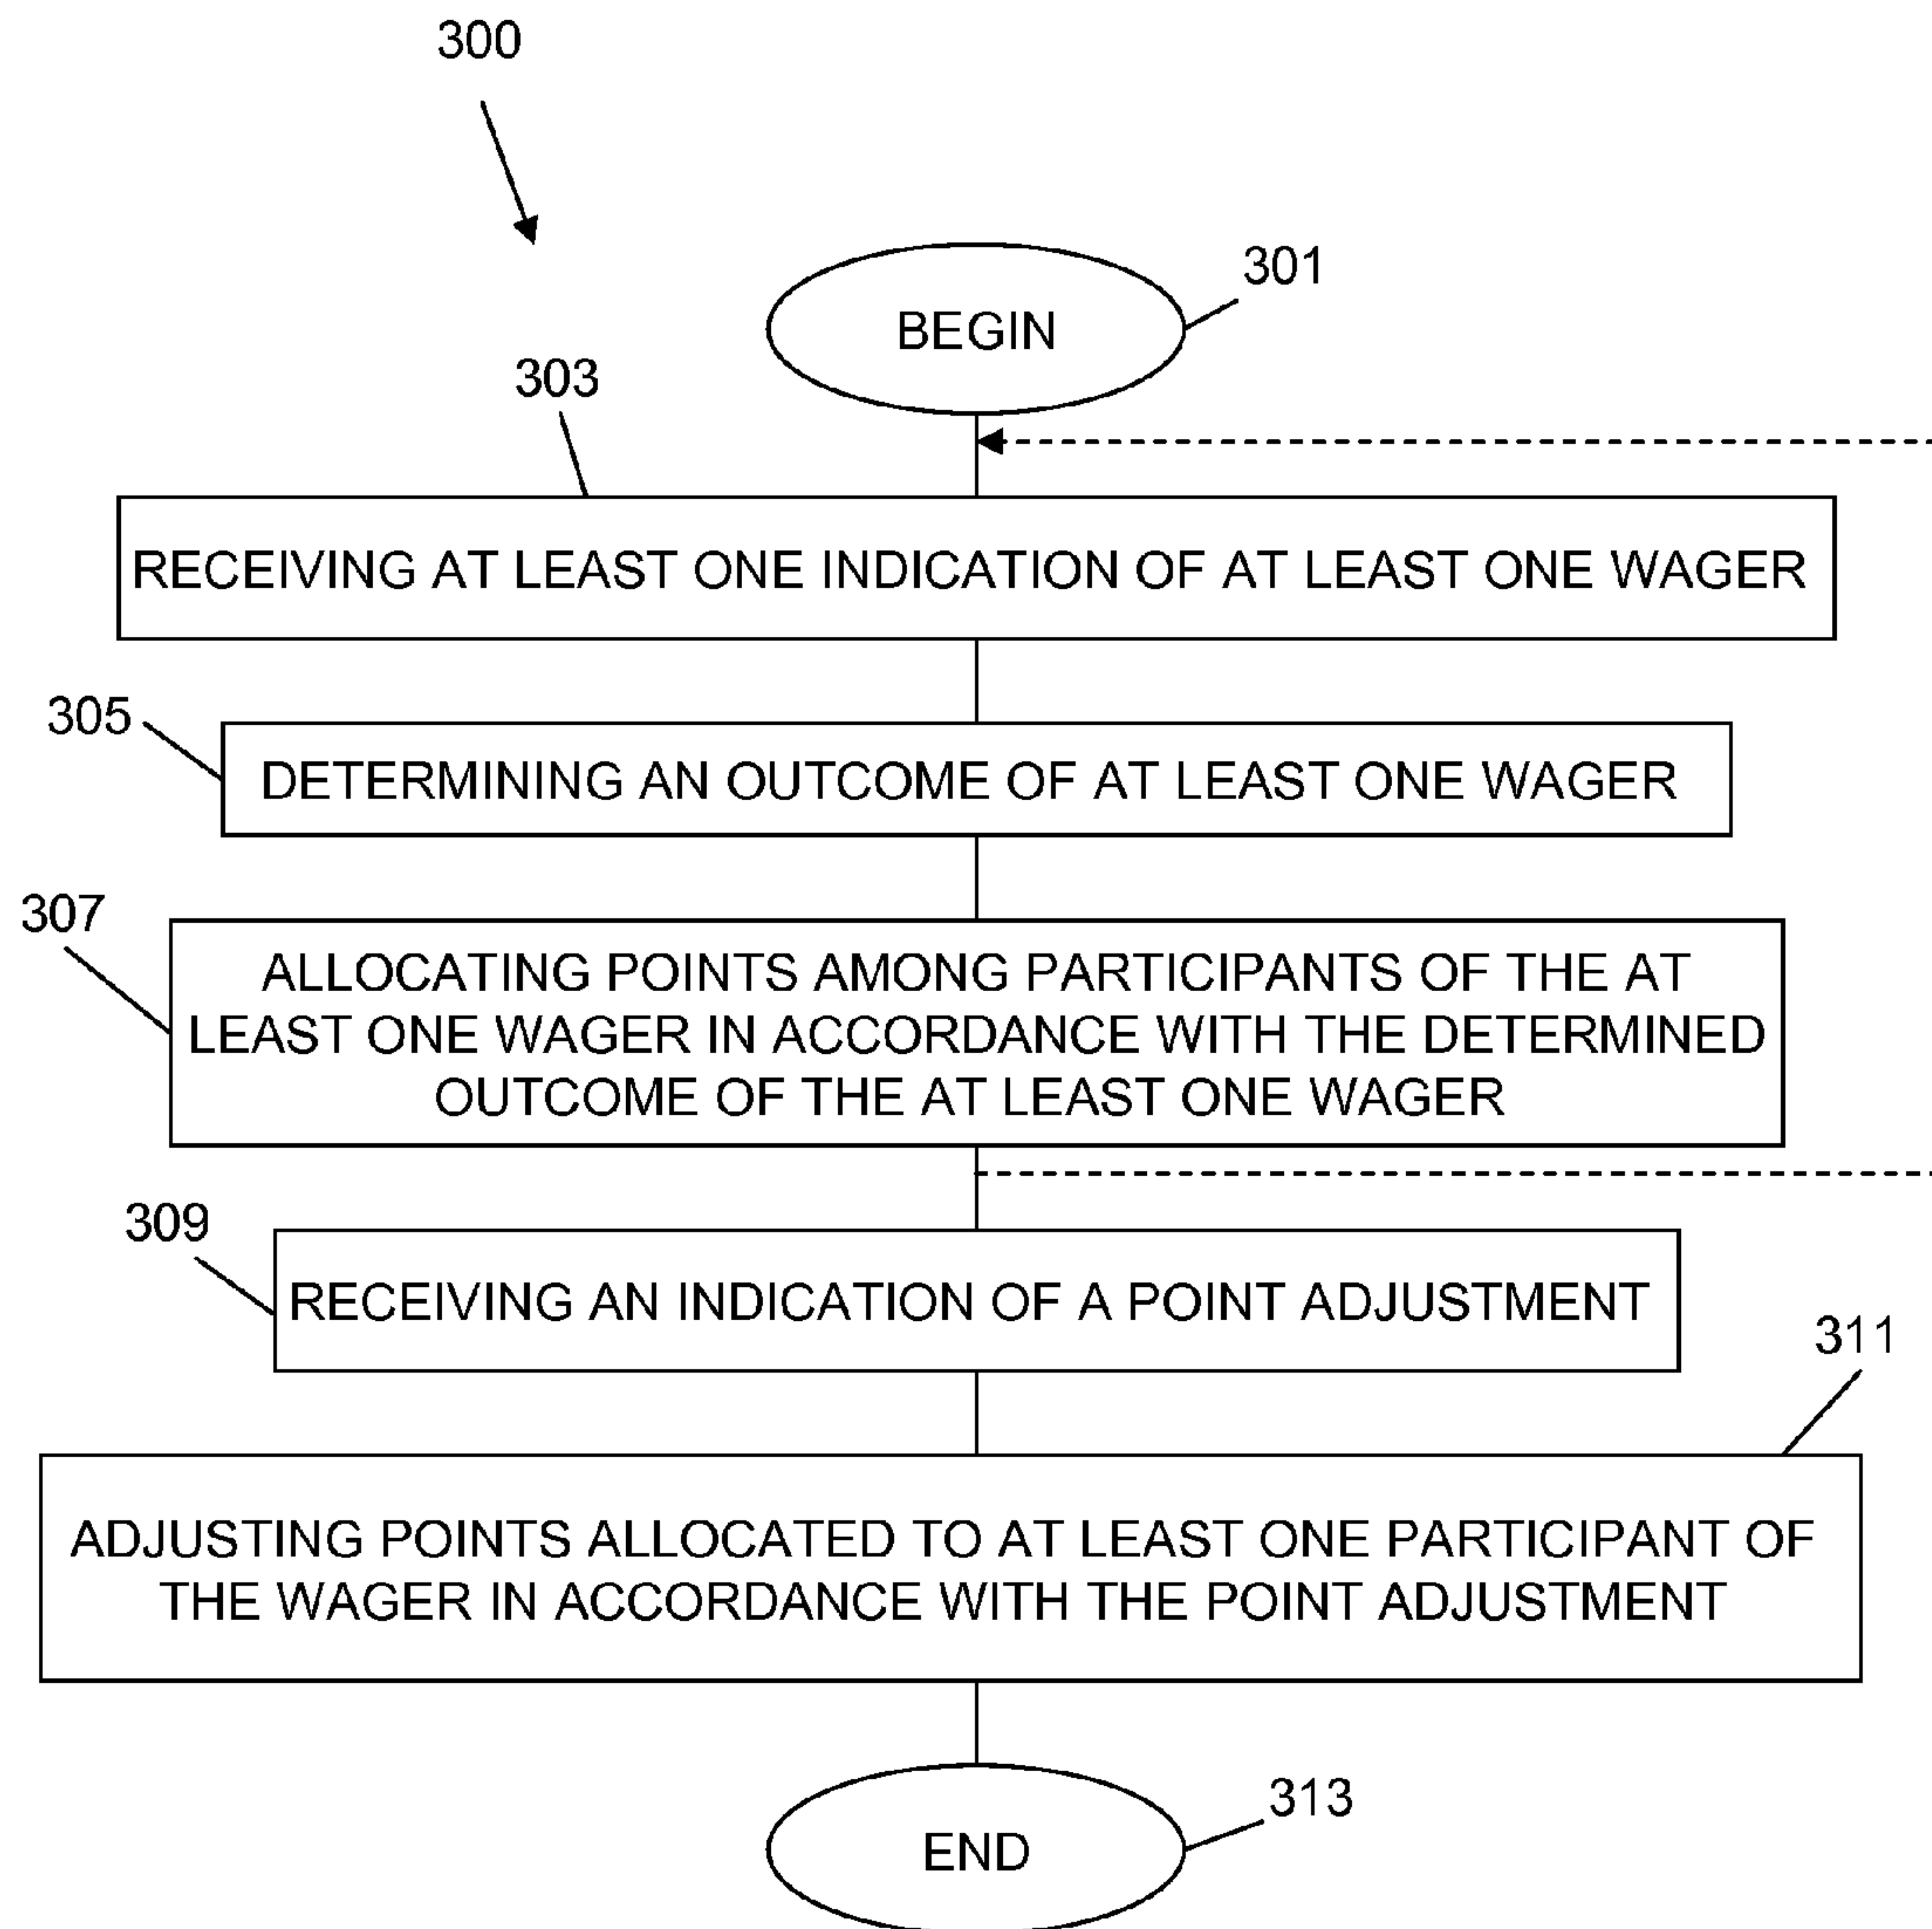 300
BEGIN
301
303
RECEIVING AT LEAST ONE INDICATION OF AT LEAST ONE WAGER
305
DETERMINING AN OUTCOME OF AT LEAST ONE WAGER
307
ALLOCATING POINTS AMONG PARTICIPANTS OF THE AT
LEAST ONE WAGER IN ACCORDANCE WITH THE DETERMINED
OUTCOME OF THE AT LEAST ONE WAGER
309
RECEIVING AN INDICATION OF A POINT ADJUSTMENT
311
ADJUSTING POINTS ALLOCATED TO AT LEAST ONE PARTICIPANT OF
THE WAGER IN ACCORDANCE WITH THE POINT ADJUSTMENT
313
END